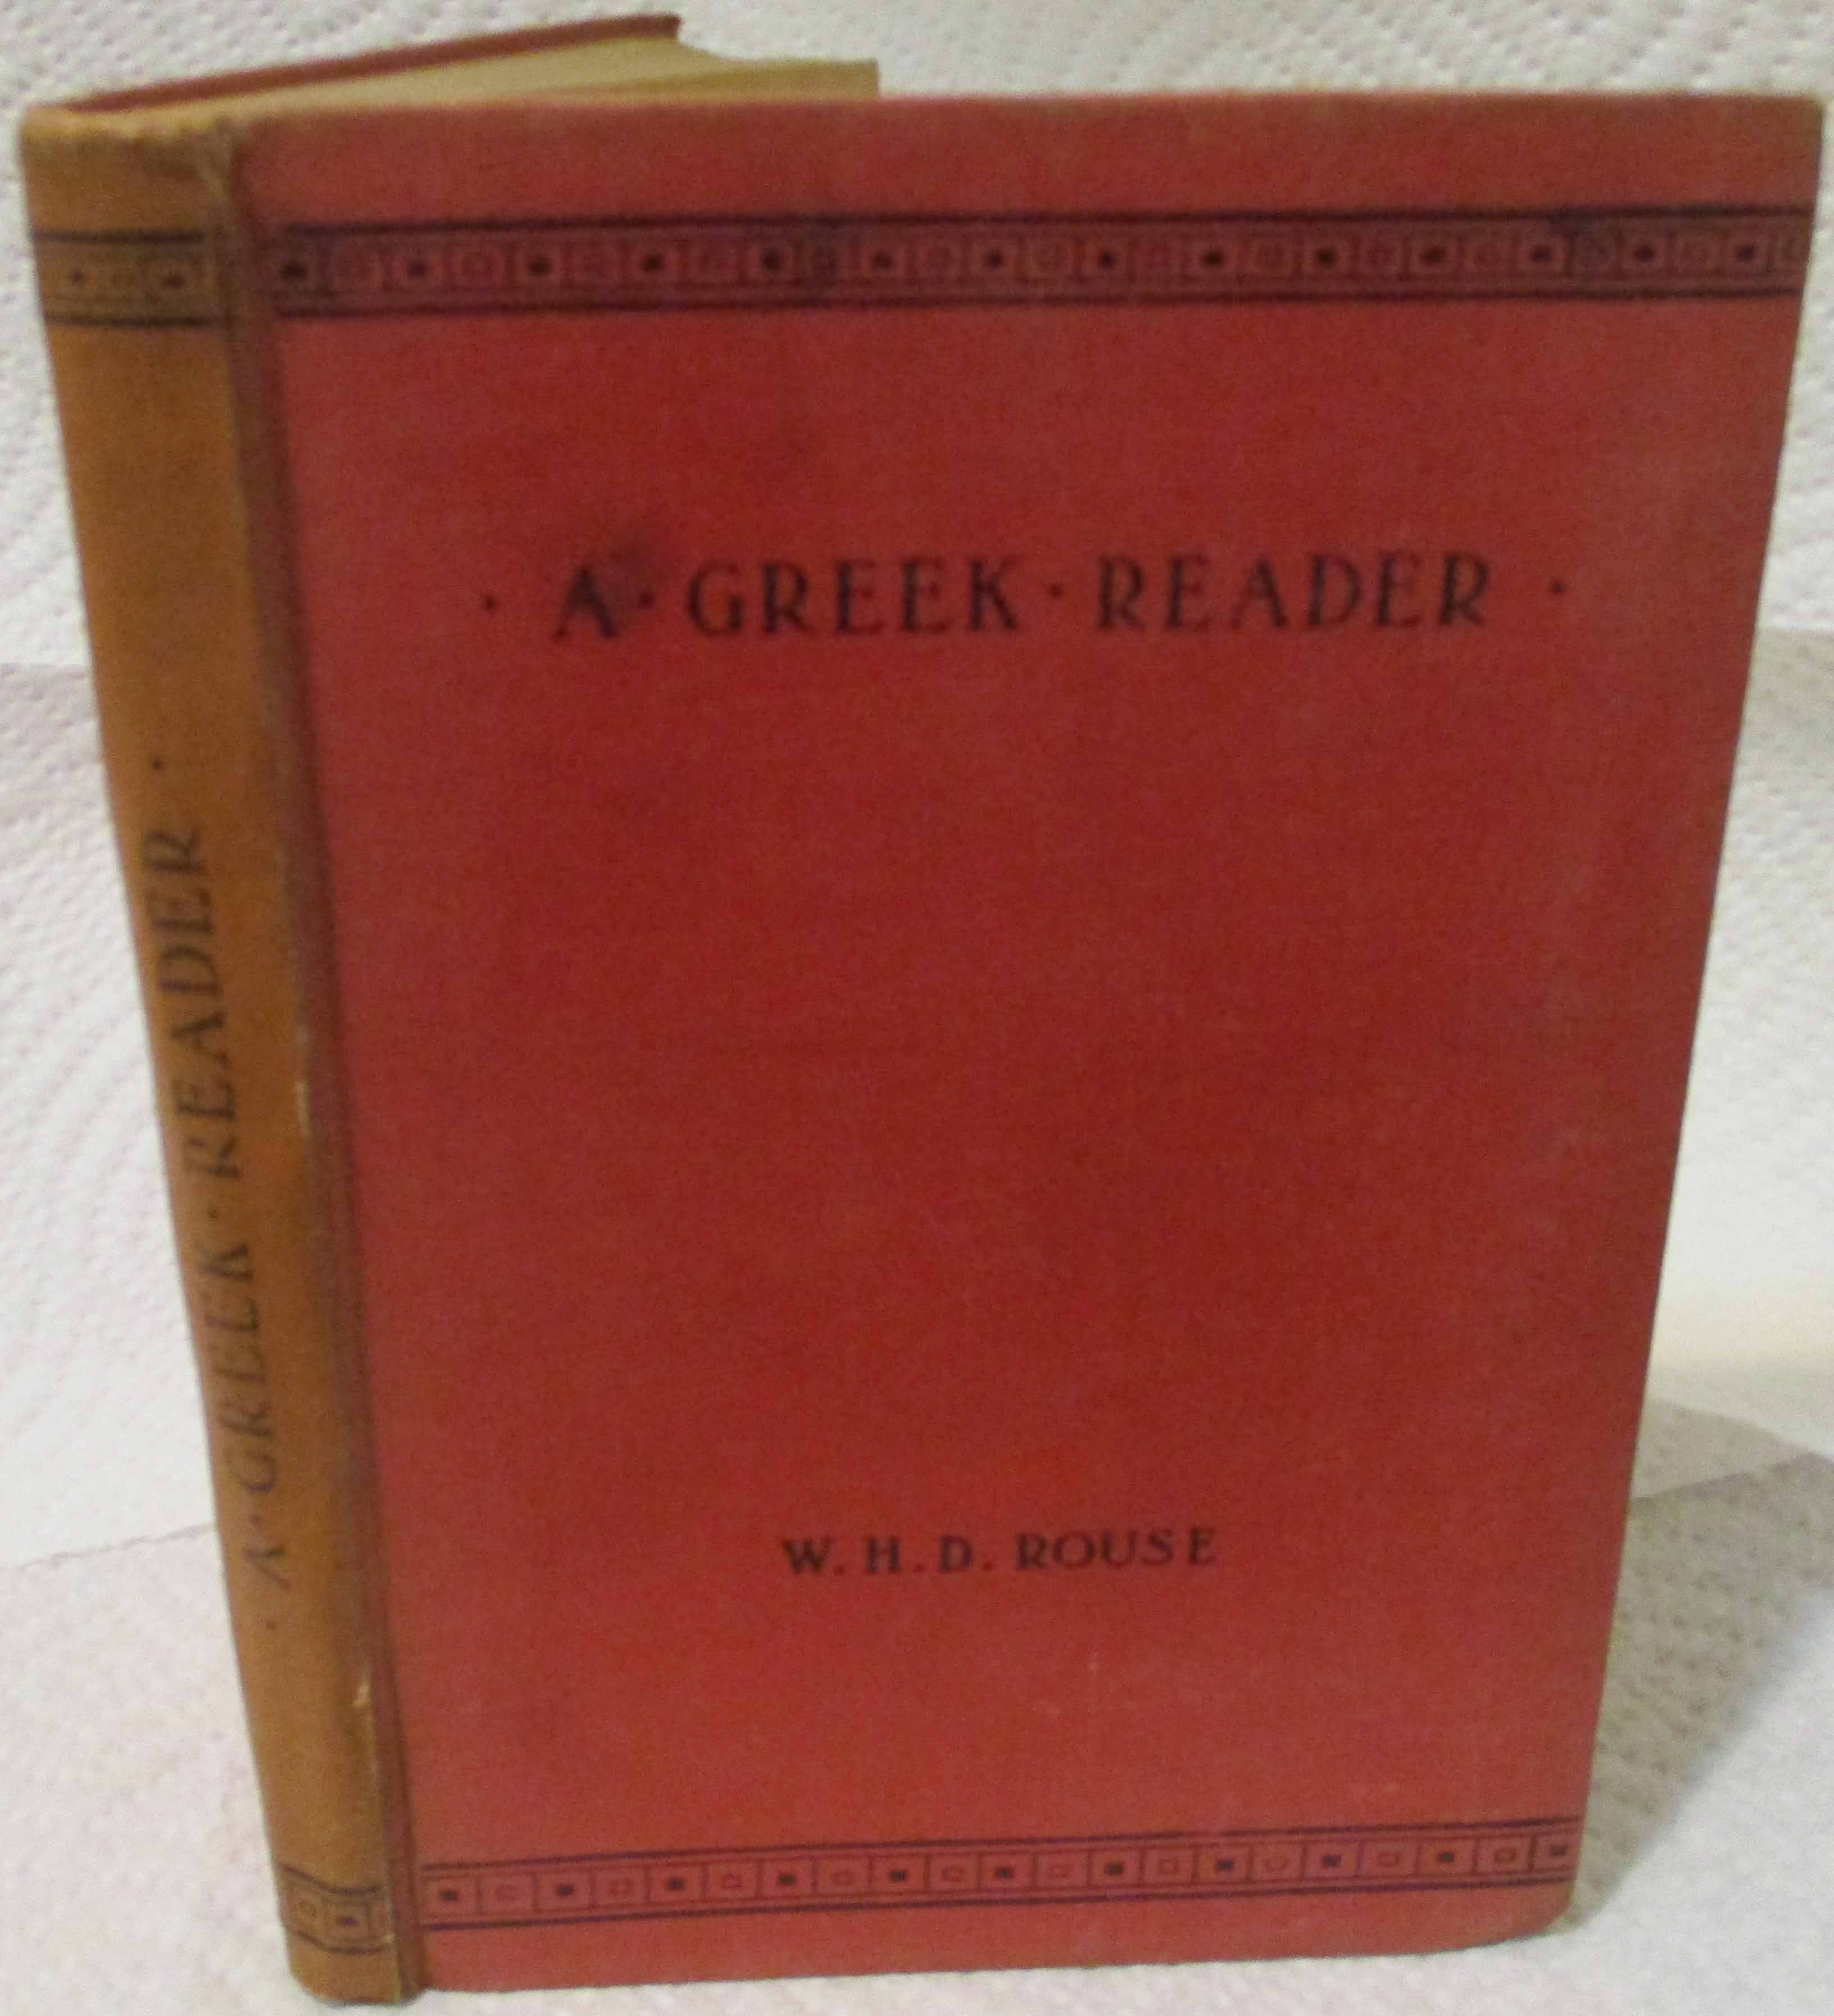 · A · GREEK · READER ·
W. H. D. ROUSE
· A · GREEK · READER ·